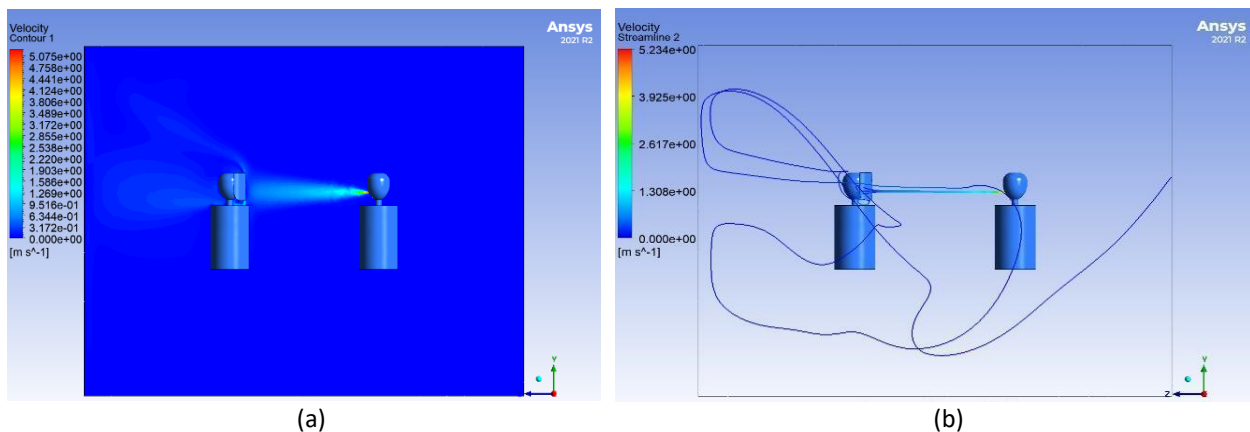 Velocity
Contour 1
5.075e+00
4.758e+00
4.441e+00
4.124e+00
3.806e+00
3.489e+00
3.172e+00
2.855e+00
2.538e+00
2.220e+00
1.903e+00
1.586e+00
1.269e+00
9.516e-01
6.344e-01
3.172e-01
0.000e+00
[m s^-1]
Ansys
2021 R2
Y
(a)
Velocity
Streamline 2
5.234e+00
3.925e+00
2.617e+00
1.308e+00
0.000e+00
[m s^-1]
Ansys
2021 R2
Y
Z
(b)